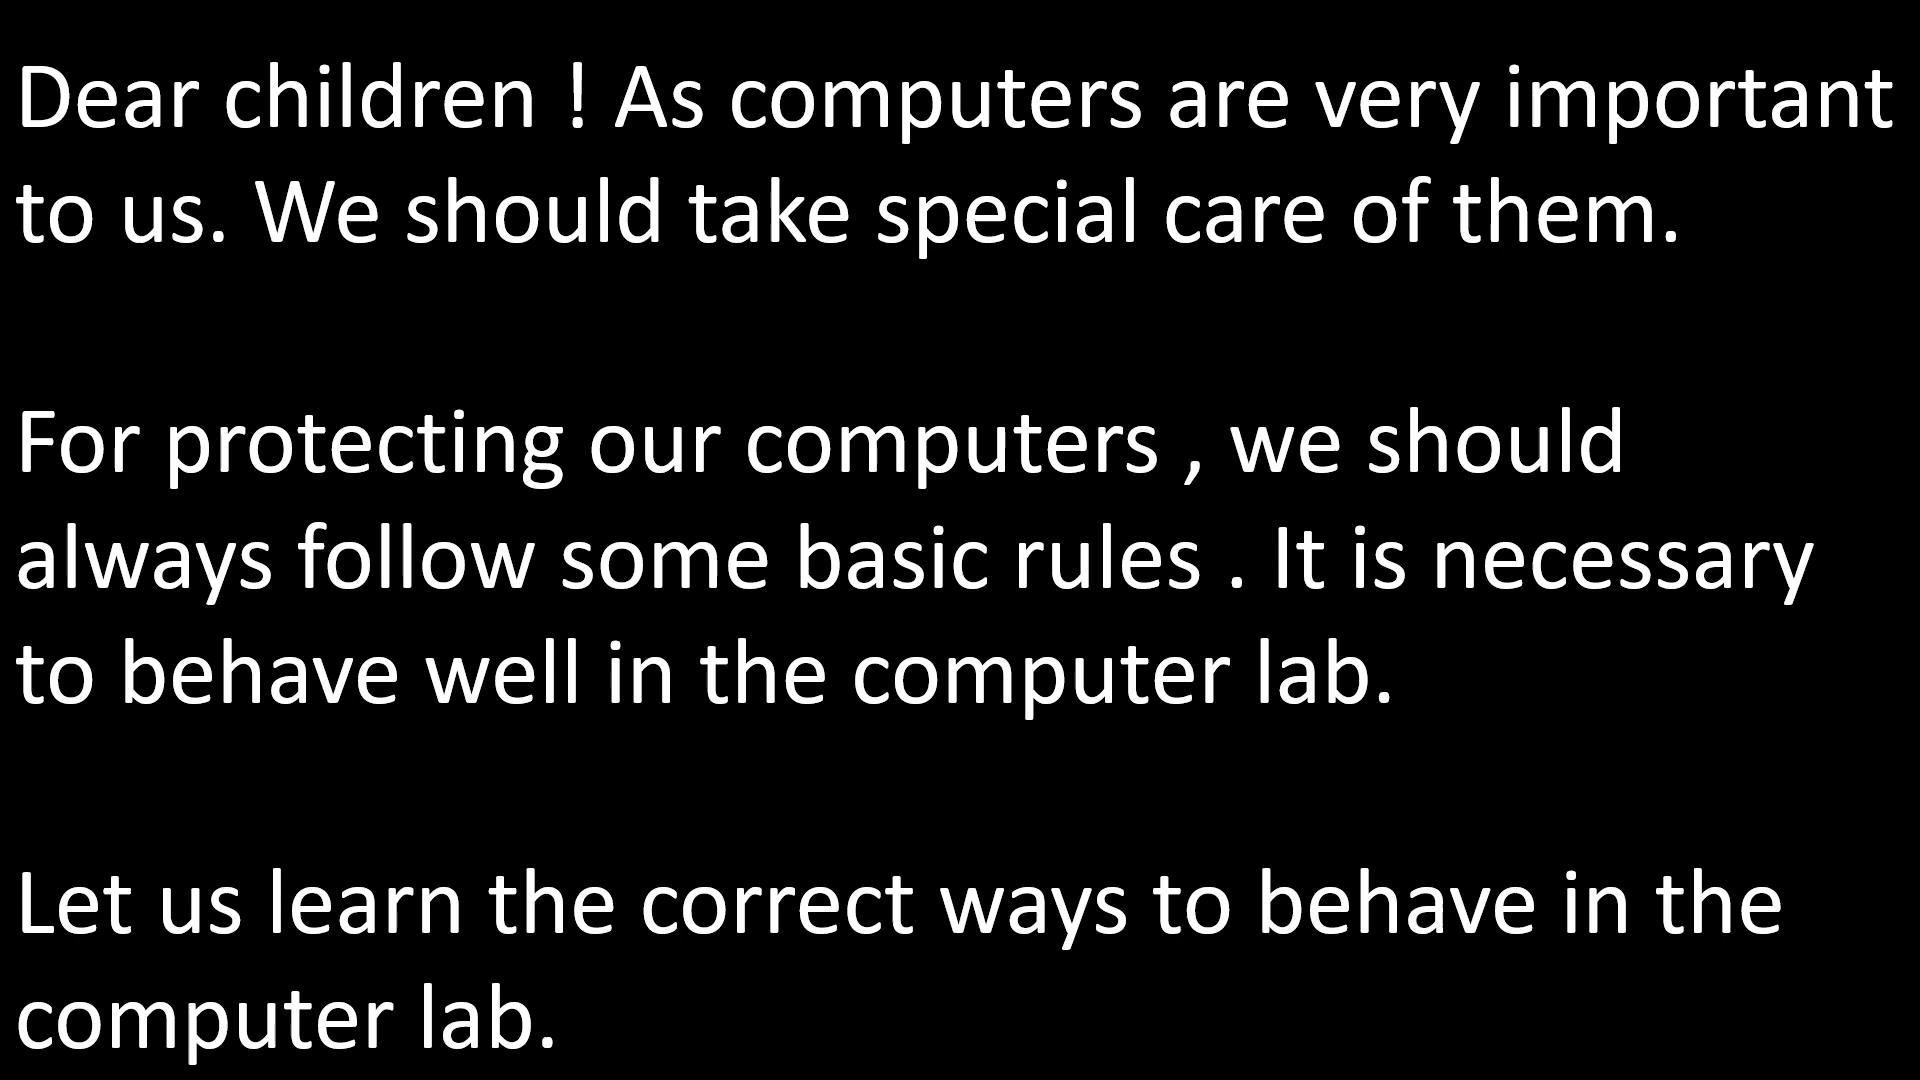 Dear children ! As computers are very important
to us. We should take special care of them.
For protecting our computers , we should
always follow some basic rules . It is necessary
to behave well in the computer lab.
Let us learn the correct ways to behave in the
computer lab.